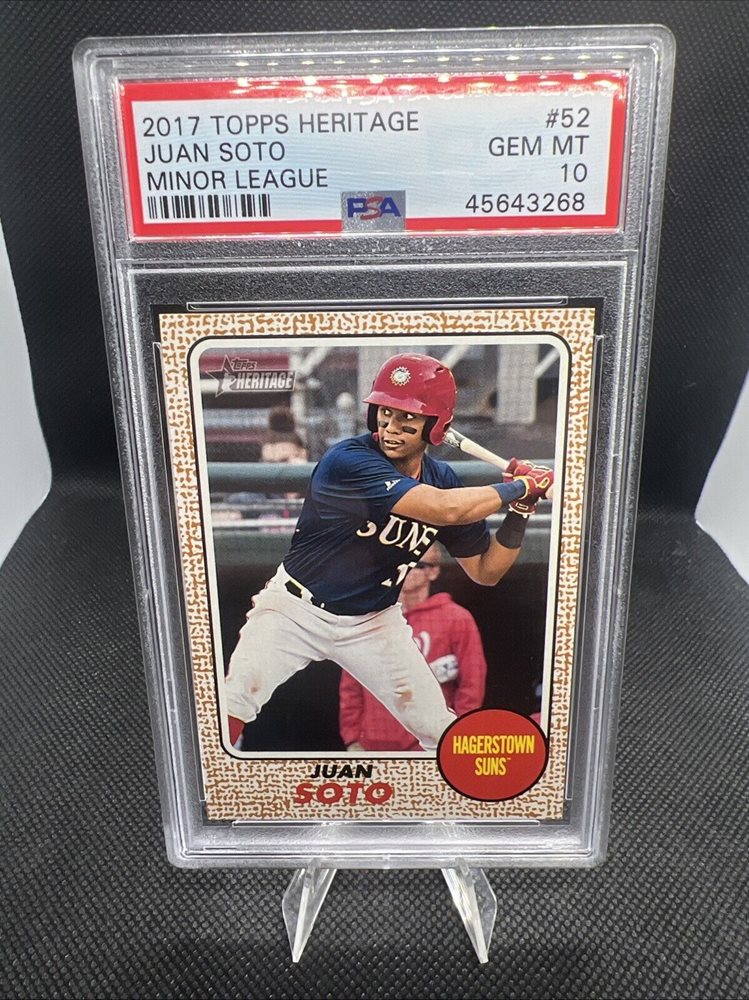 2017 TOPPS HERITAGE #52
JUAN SOTO GEM MT
MINOR LEAGUE 10
PSA 45643268
Topps
HERITAGE
SUNS
HAGERSTOWN
SUNS™
JUAN
SOTO